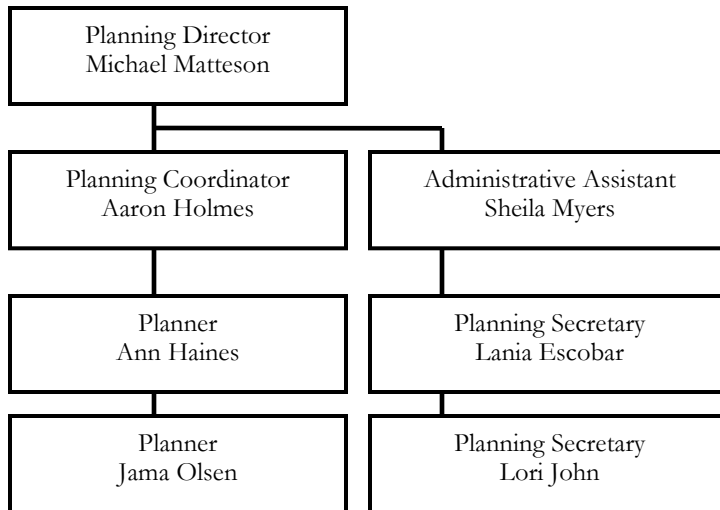 Planning Director
Michael Matteson
Planning Coordinator
Aaron Holmes
Administrative Assistant
Sheila Myers
Planner
Ann Haines
Planning Secretary
Lania Escobar
Planner
Jama Olsen
Planning Secretary
Lori John